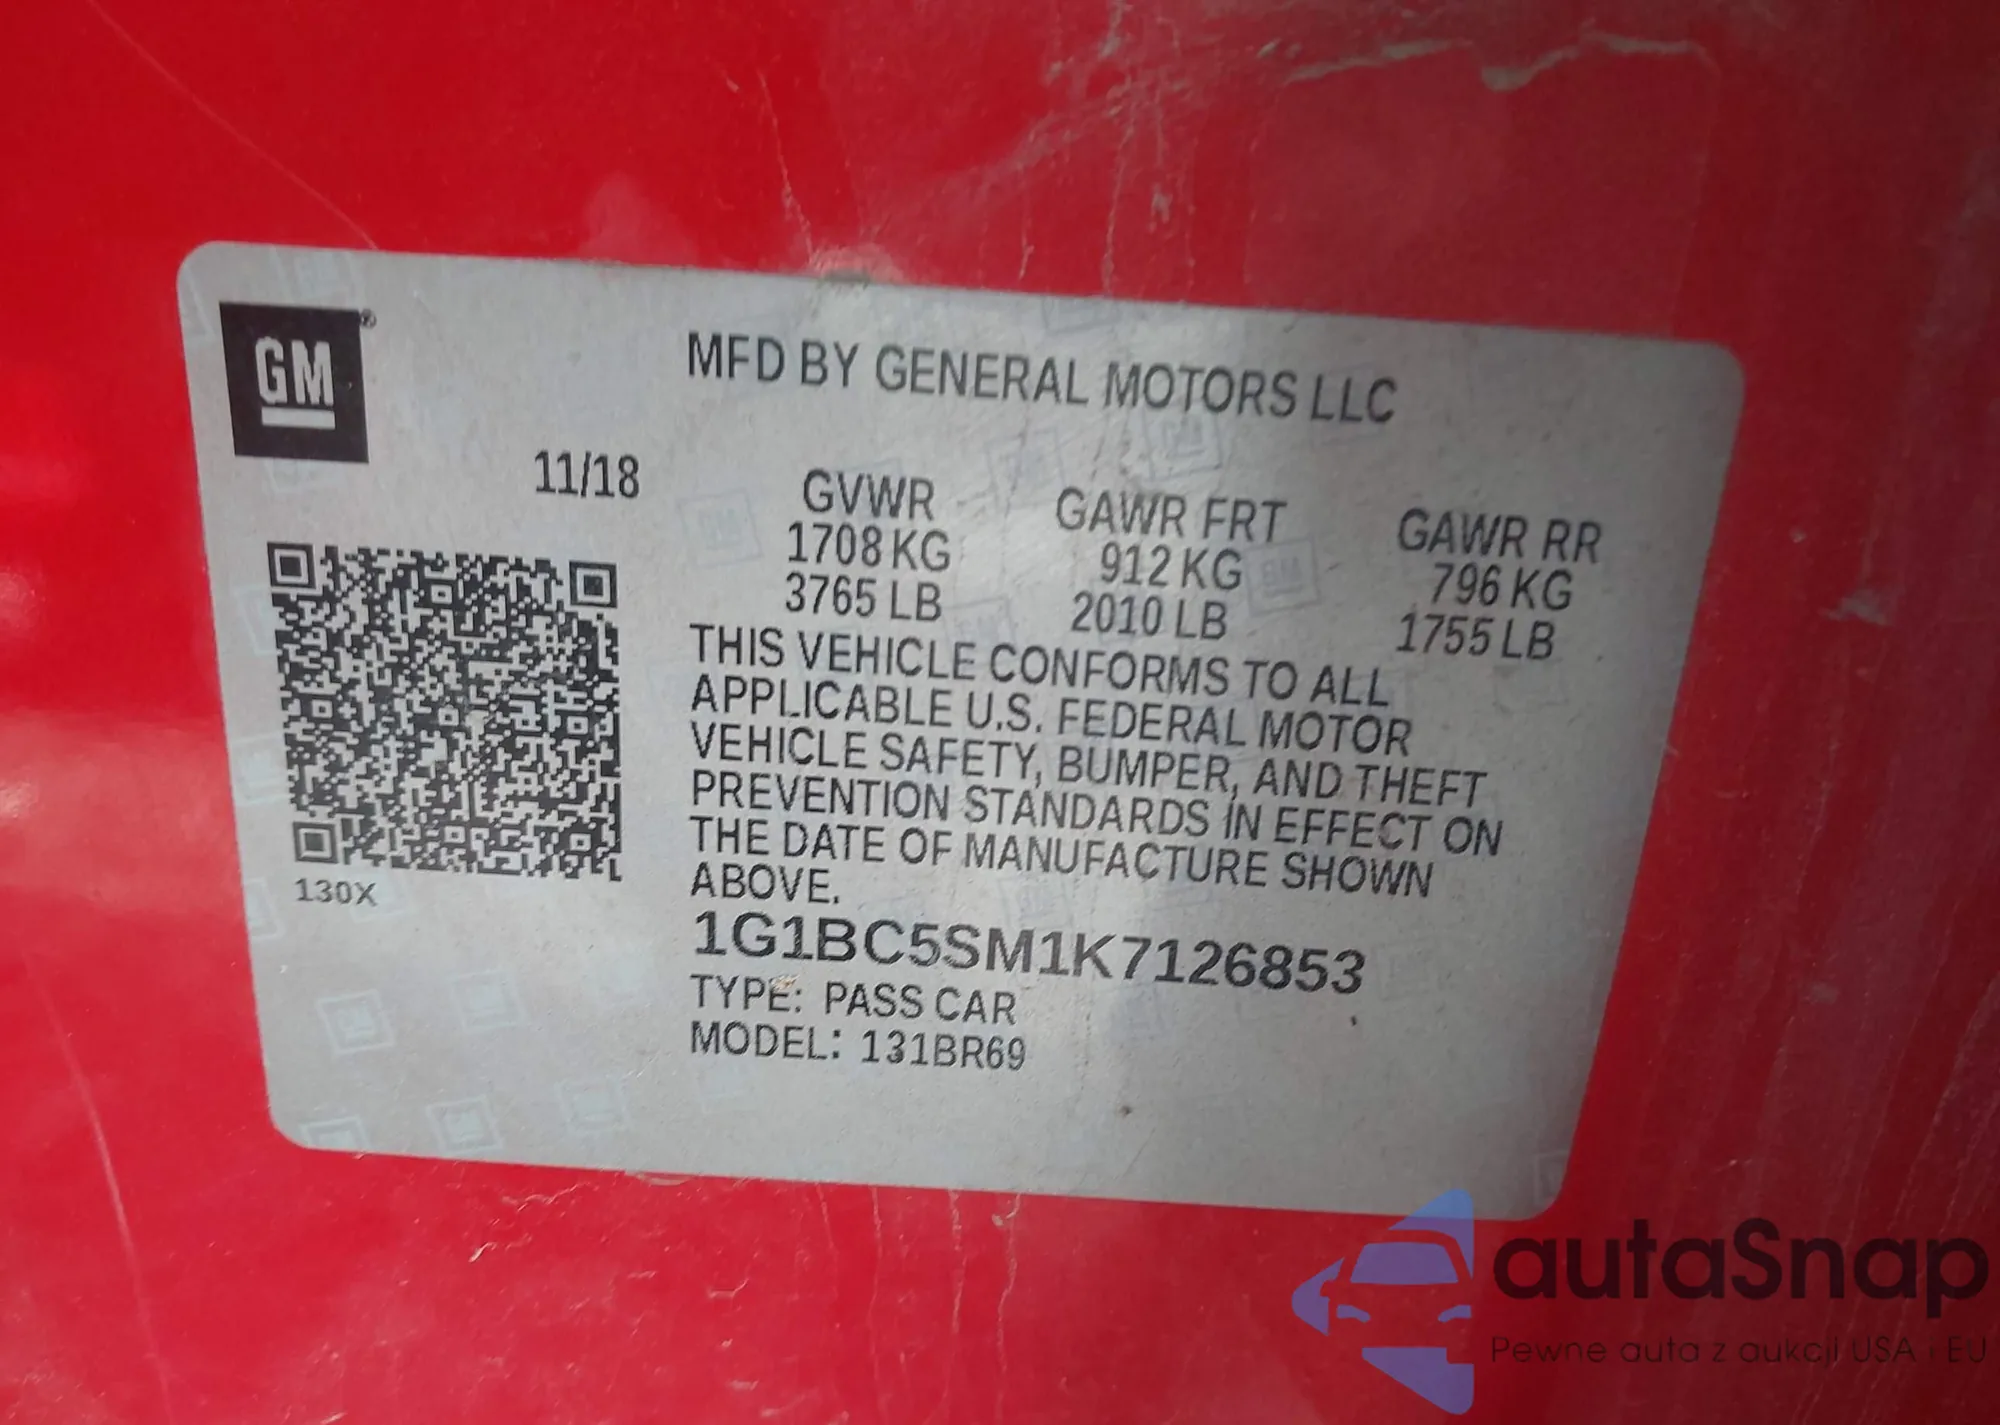 GM
MFD BY GENERAL MOTORS LLC
11/18
GVWR GAWR FRT GAWR RR
1708 KG 912 KG 796 KG
3765 LB 2010 LB 1755 LB
THIS VEHICLE CONFORMS TO ALL
APPLICABLE U.S. FEDERAL MOTOR
VEHICLE SAFETY, BUMPER, AND THEFT
PREVENTION STANDARDS IN EFFECT ON
THE DATE OF MANUFACTURE SHOWN
ABOVE.
130X
1G1BC5SM1K7126853
TYPE: PASS CAR
MODEL: 131BR69
autaSnap
Pewne auta z aukcji USA i EU